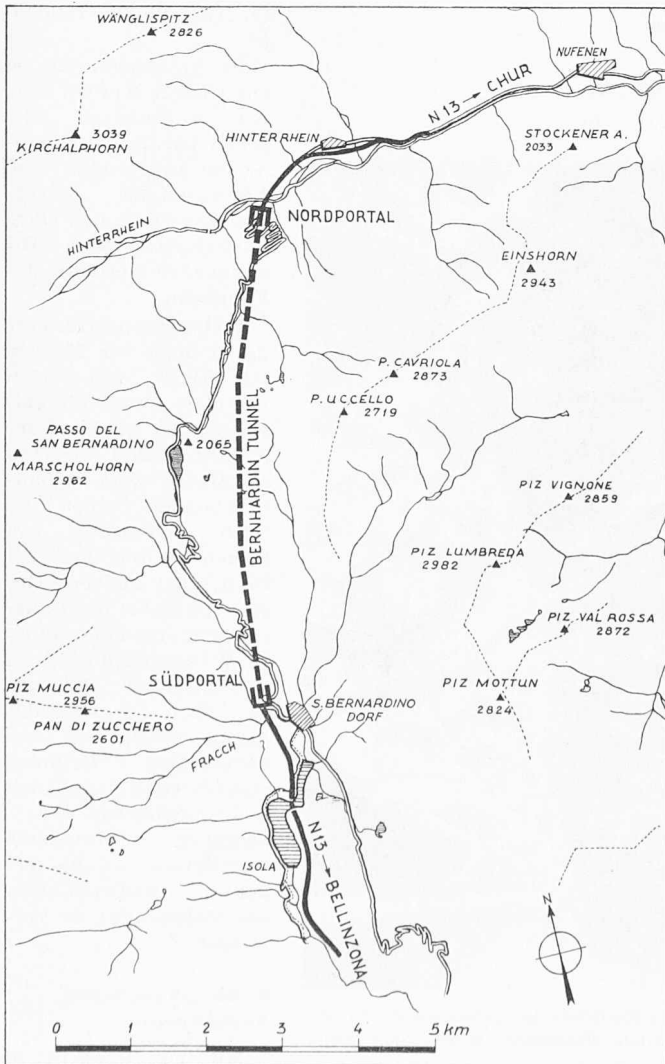 WÄNGLISPITZ
2826
NUFENEN
N 13 → CHUR
HINTERRHEIN
3039
KIRCHALPHORN
STOCKENER A.
2033
NORDPORTAL
HINTERRHEIN
EINSHORN
2943
P. CAVRIOLA
2873
P. UCCELLO
2719
PASSO DEL
SAN BERNARDINO
2065
MARSCHOLHORN
2962
BERNHARDIN TUNNEL
PIZ VIGNONE
2859
PIZ LUMBREDA
2982
PIZ VAL ROSSA
2872
SÜDPORTAL
PIZ MUCCIA
2956
PAN DI ZUCCHERO
2601
S. BERNARDINO
DORF
PIZ MOTTUN
2824
FRACCH
ISOLA
N13 → BELLINZONA
N
0 1 2 3 4 5 km